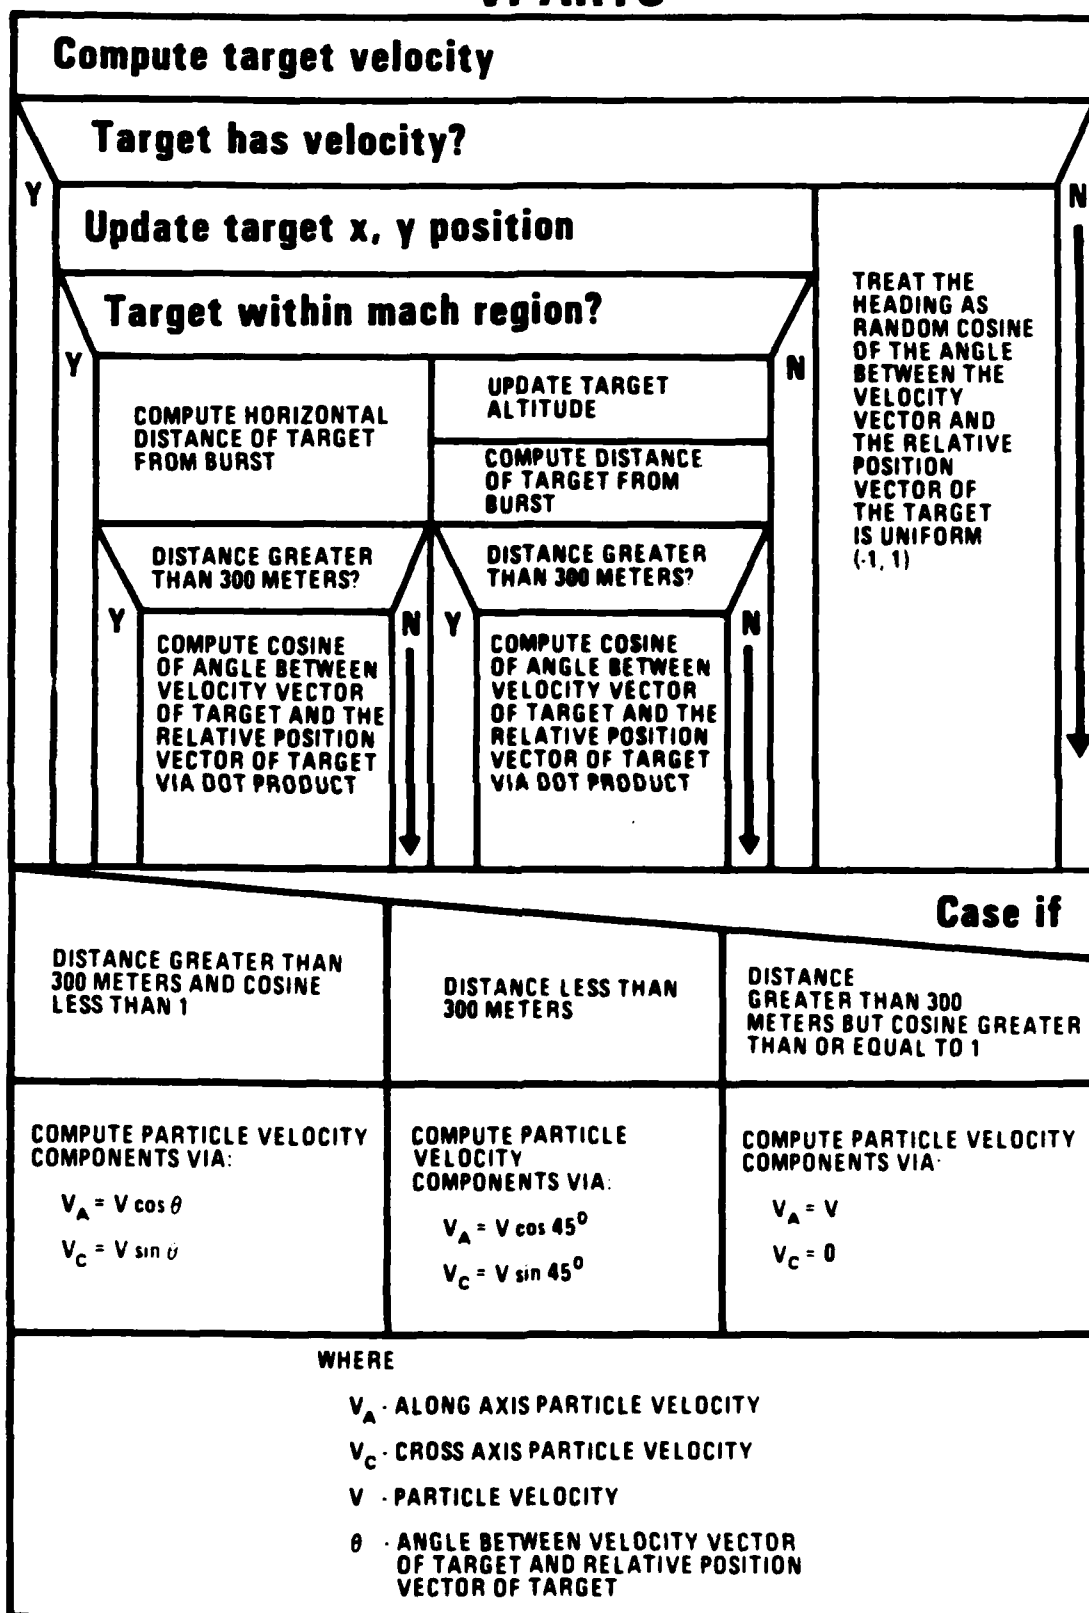 Compute target velocity
Target has velocity?
Y
N
Update target x, y position
Target within mach region?
Y
N
COMPUTE HORIZONTAL
DISTANCE OF TARGET
FROM BURST
UPDATE TARGET
ALTITUDE
COMPUTE DISTANCE
OF TARGET FROM
BURST
TREAT THE
HEADING AS
RANDOM COSINE
OF THE ANGLE
BETWEEN THE
VELOCITY
VECTOR AND
THE RELATIVE
POSITION
VECTOR OF
THE TARGET
IS UNIFORM
(-1, 1)
DISTANCE GREATER
THAN 300 METERS?
Y
N
COMPUTE COSINE
OF ANGLE BETWEEN
VELOCITY VECTOR
OF TARGET AND THE
RELATIVE POSITION
VECTOR OF TARGET
VIA DOT PRODUCT
DISTANCE GREATER
THAN 300 METERS?
Y
N
COMPUTE COSINE
OF ANGLE BETWEEN
VELOCITY VECTOR
OF TARGET AND THE
RELATIVE POSITION
VECTOR OF TARGET
VIA DOT PRODUCT
Case if
DISTANCE GREATER THAN
300 METERS AND COSINE
LESS THAN 1
DISTANCE LESS THAN
300 METERS
DISTANCE
GREATER THAN 300
METERS BUT COSINE GREATER
THAN OR EQUAL TO 1
COMPUTE PARTICLE VELOCITY
COMPONENTS VIA:
V_A = V cos θ
V_C = V sin θ
COMPUTE PARTICLE
VELOCITY
COMPONENTS VIA:
V_A = V cos 45⁰
V_C = V sin 45⁰
COMPUTE PARTICLE VELOCITY
COMPONENTS VIA:
V_A = V
V_C = 0
WHERE
V_A - ALONG AXIS PARTICLE VELOCITY
V_C - CROSS AXIS PARTICLE VELOCITY
V - PARTICLE VELOCITY
θ - ANGLE BETWEEN VELOCITY VECTOR
OF TARGET AND RELATIVE POSITION
VECTOR OF TARGET